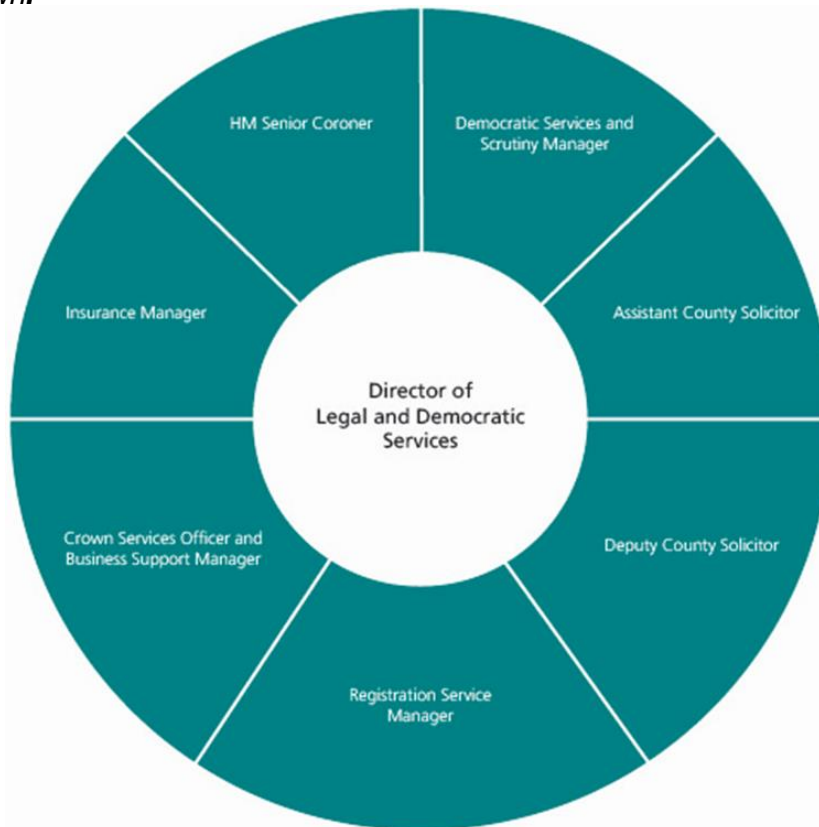 HM Senior Coroner
Democratic Services and
Scrutiny Manager
Insurance Manager
Assistant County Solicitor
Director of
Legal and Democratic
Services
Crown Services Officer and
Business Support Manager
Deputy County Solicitor
Registration Service
Manager